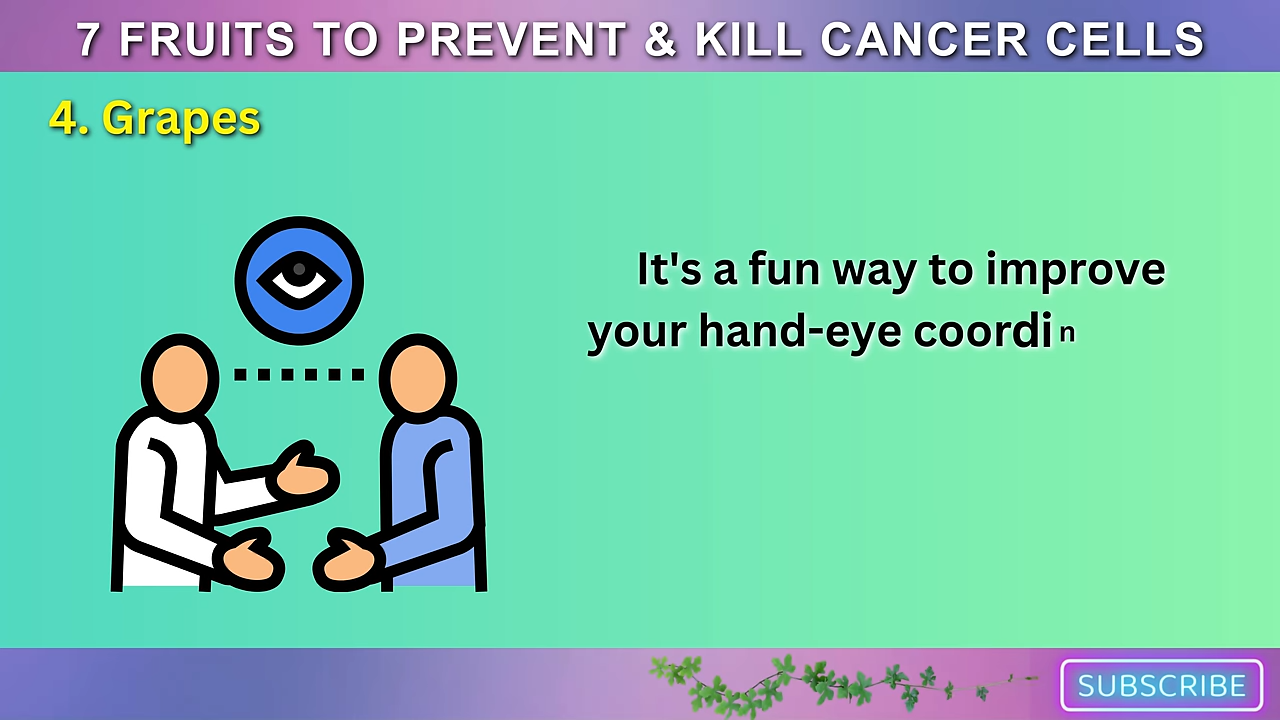 7 FRUITS TO PREVENT & KILL CANCER CELLS
4. Grapes
It's a fun way to improve
your hand-eye coordin
SUBSCRIBE